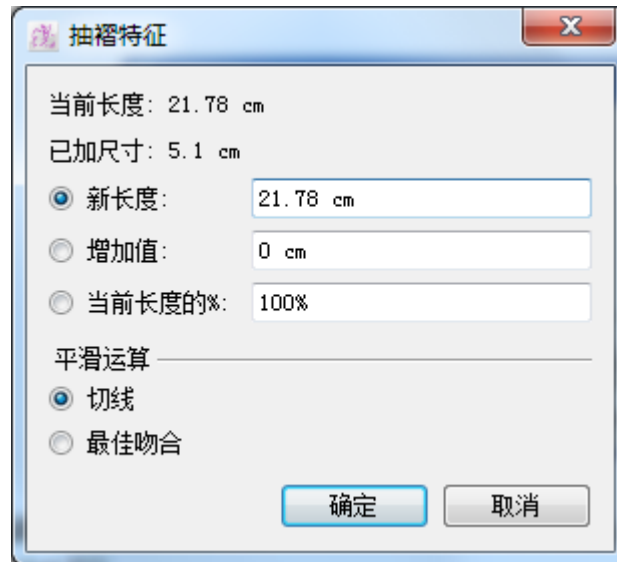 抽褶特征
当前长度: 21.78 cm
已加尺寸: 5.1 cm
新长度: 21.78 cm
增加值: 0 cm
当前长度的%: 100%
平滑运算
切线
最佳吻合
确定 取消